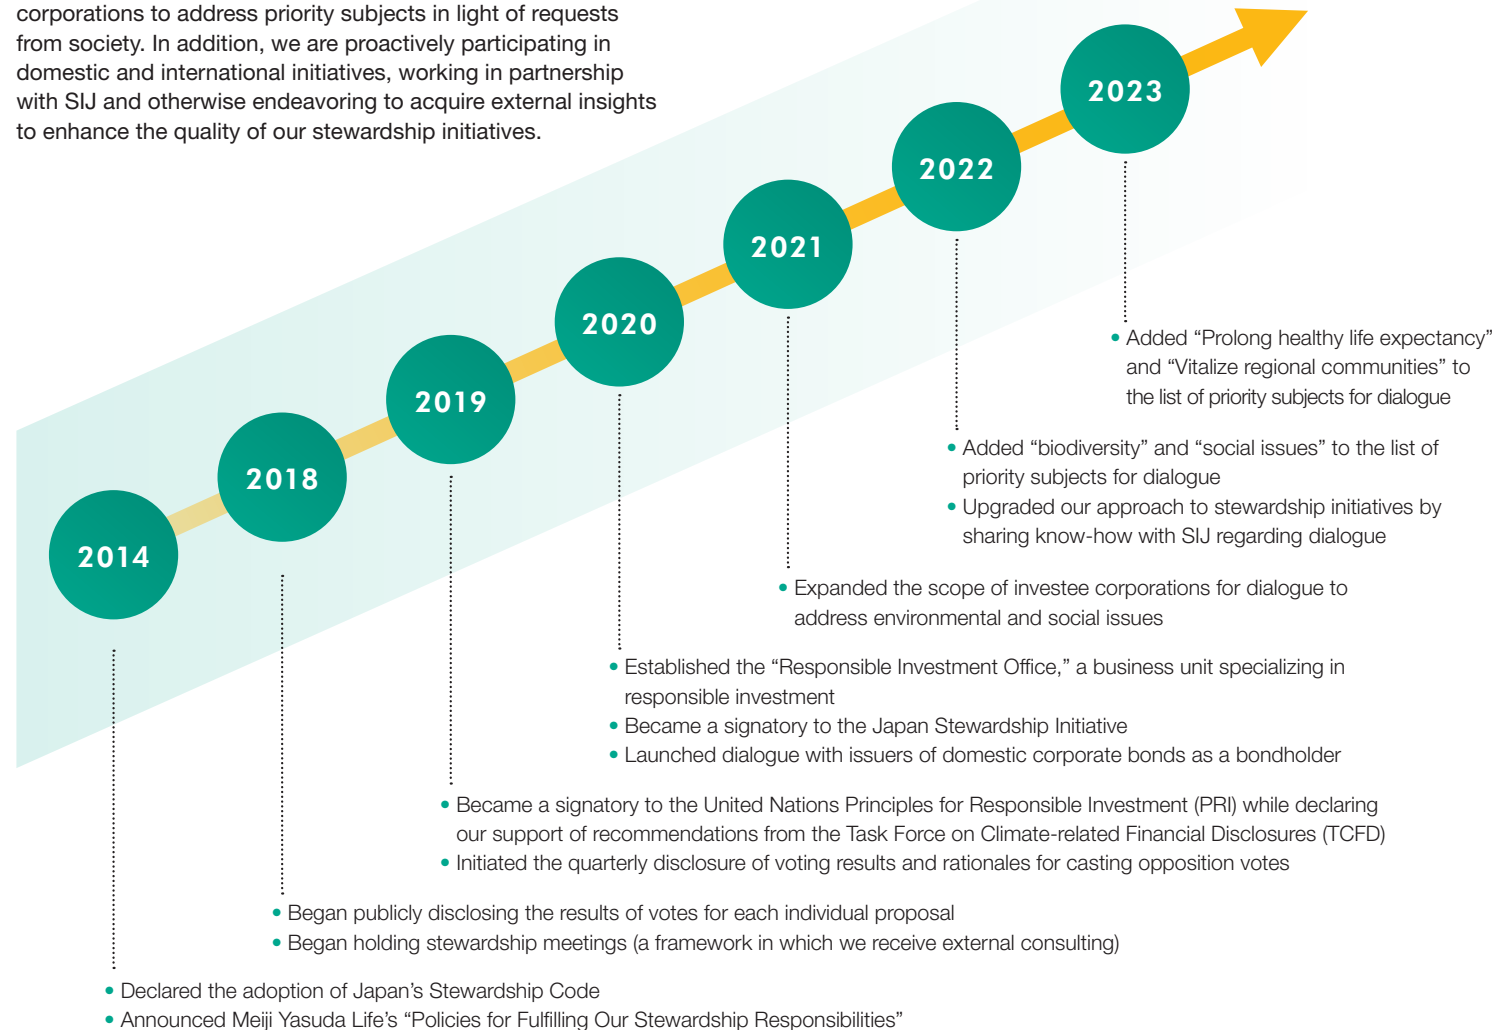 corporations to address priority subjects in light of requests
from society. In addition, we are proactively participating in
domestic and international initiatives, working in partnership
with SIJ and otherwise endeavoring to acquire external insights
to enhance the quality of our stewardship initiatives.
2023
2022
2021
2020
2019
2018
2014
• Added “Prolong healthy life expectancy”
and “Vitalize regional communities” to
the list of priority subjects for dialogue
• Added “biodiversity” and “social issues” to the list of
priority subjects for dialogue
• Upgraded our approach to stewardship initiatives by
sharing know-how with SIJ regarding dialogue
• Expanded the scope of investee corporations for dialogue to
address environmental and social issues
• Established the “Responsible Investment Office,” a business unit specializing in
responsible investment
• Became a signatory to the Japan Stewardship Initiative
• Launched dialogue with issuers of domestic corporate bonds as a bondholder
• Became a signatory to the United Nations Principles for Responsible Investment (PRI) while declaring
our support of recommendations from the Task Force on Climate-related Financial Disclosures (TCFD)
• Initiated the quarterly disclosure of voting results and rationales for casting opposition votes
• Began publicly disclosing the results of votes for each individual proposal
• Began holding stewardship meetings (a framework in which we receive external consulting)
• Declared the adoption of Japan’s Stewardship Code
• Announced Meiji Yasuda Life’s “Policies for Fulfilling Our Stewardship Responsibilities”